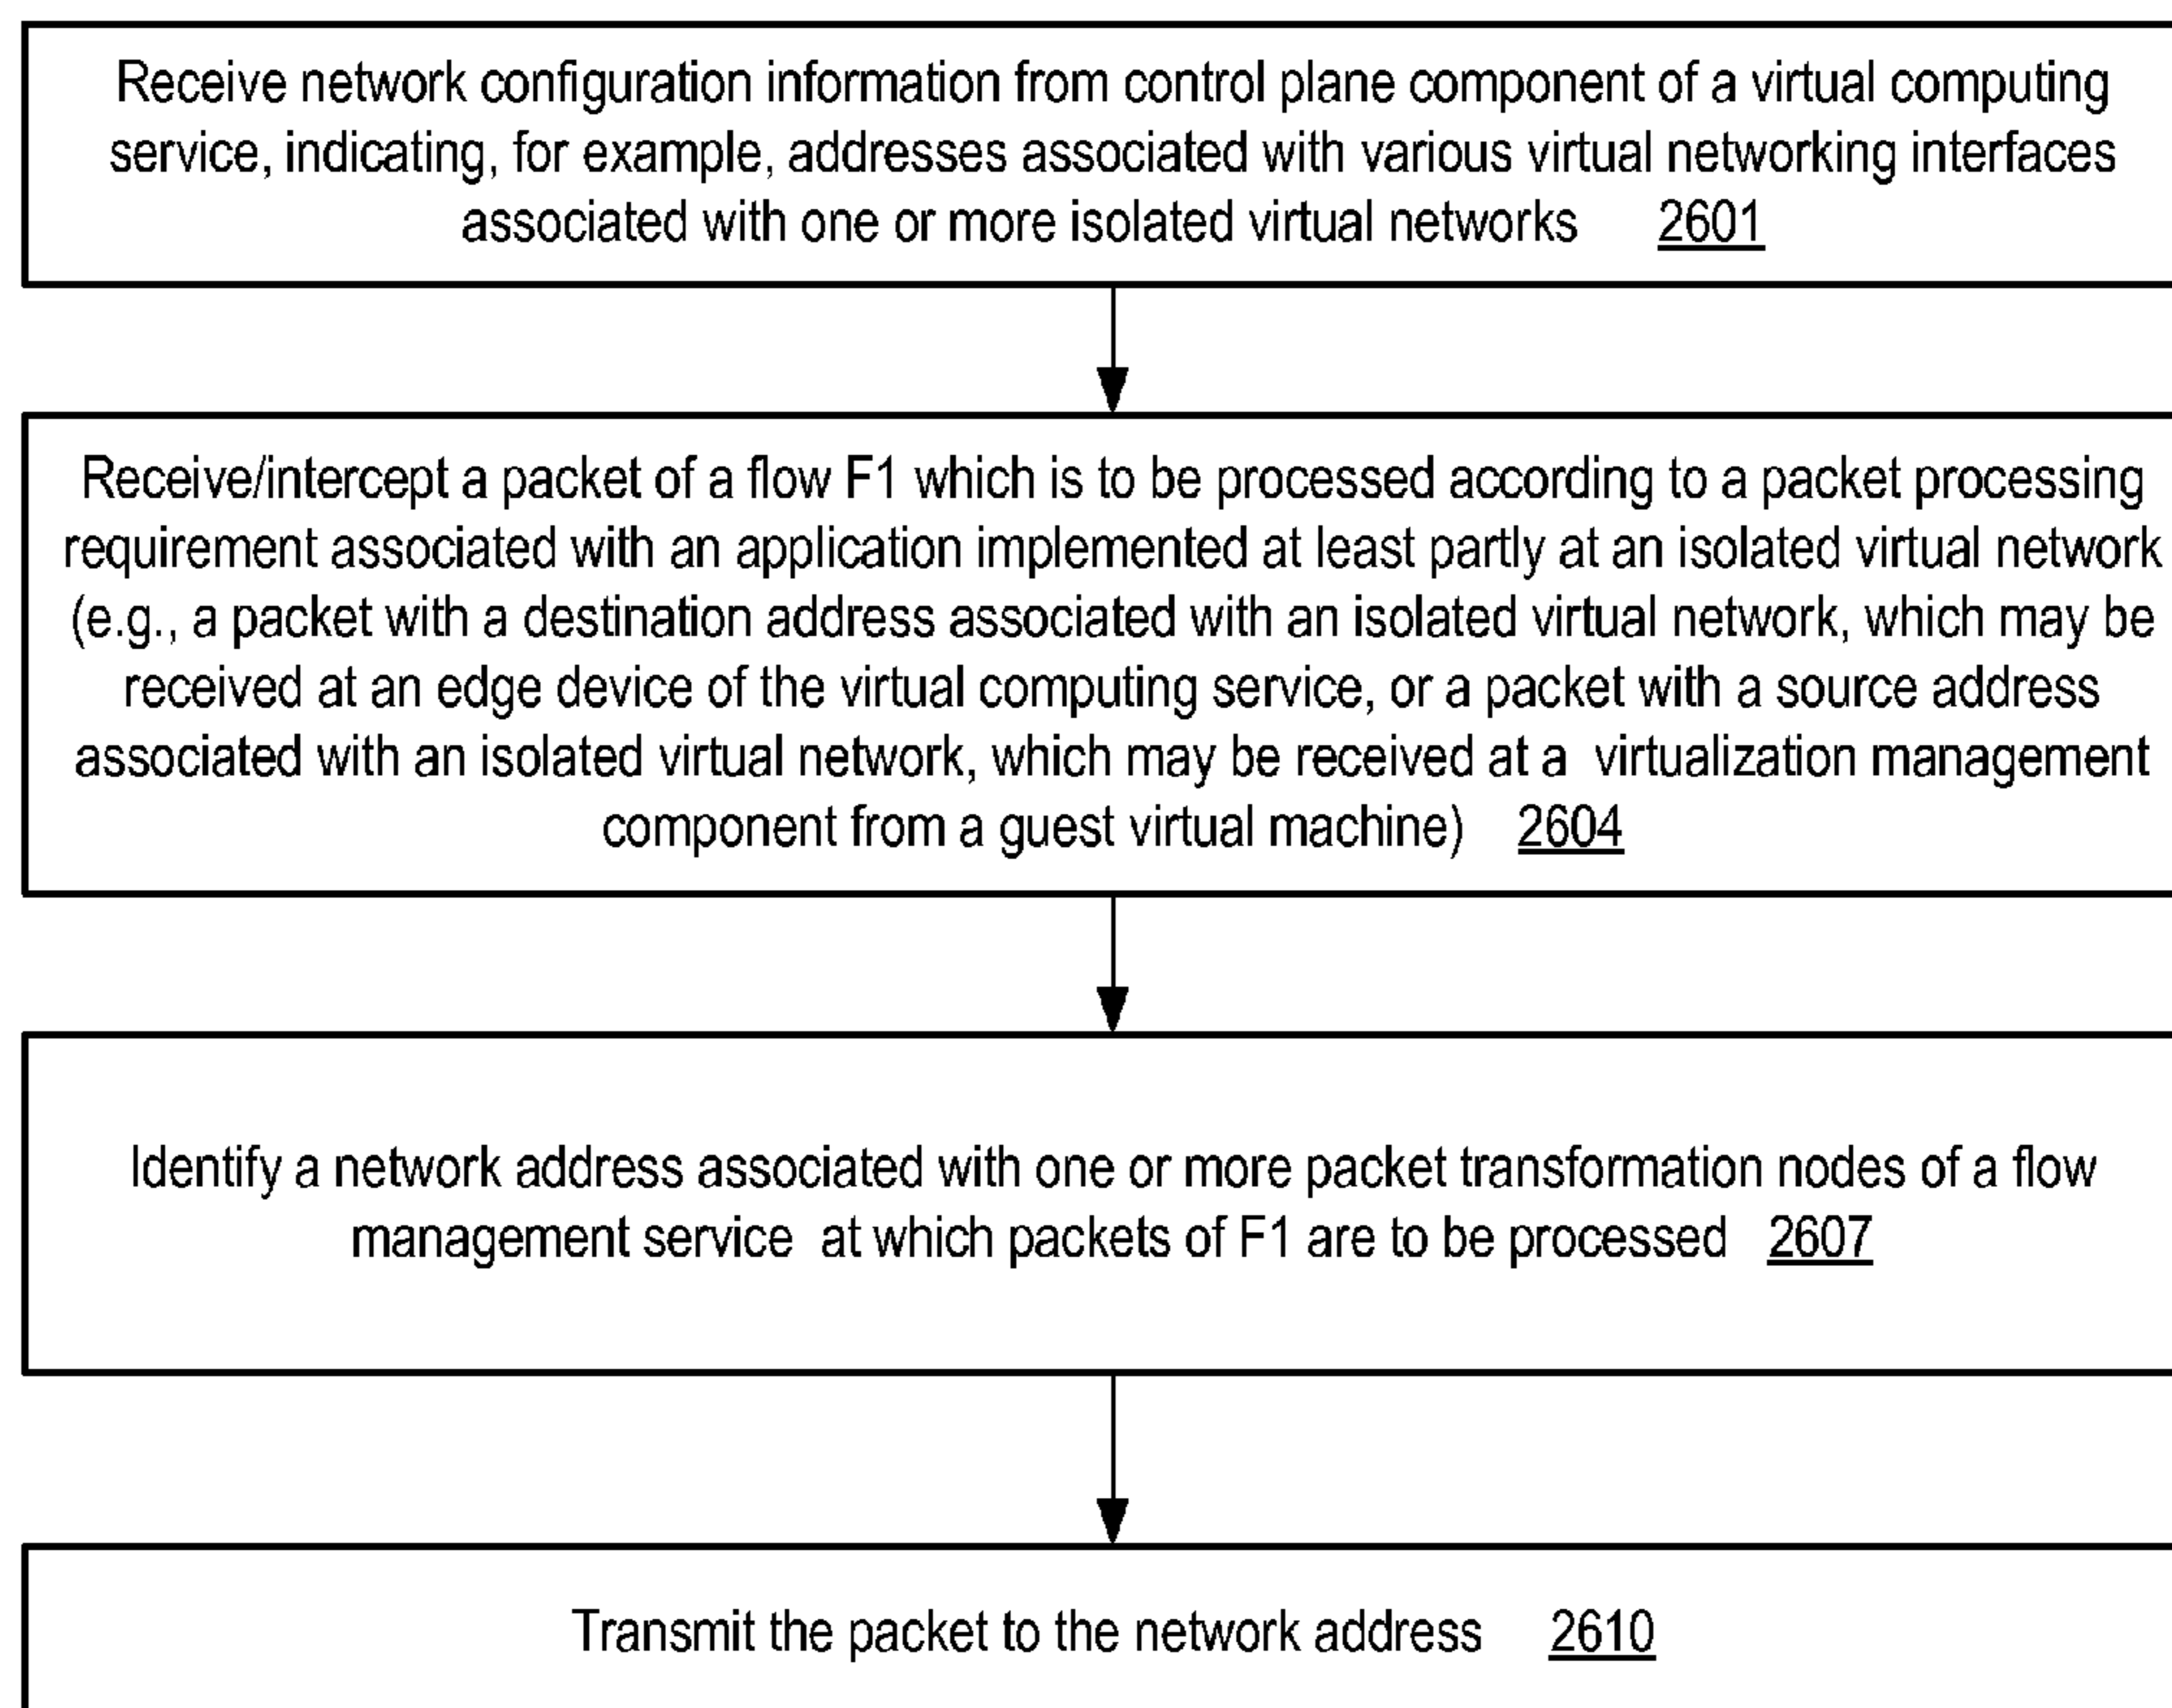 Receive network configuration information from control plane component of a virtual computing
service, indicating, for example, addresses associated with various virtual networking interfaces
associated with one or more isolated virtual networks 2601
Receive/intercept a packet of a flow F1 which is to be processed according to a packet processing
requirement associated with an application implemented at least partly at an isolated virtual network
(e.g., a packet with a destination address associated with an isolated virtual network, which may be
received at an edge device of the virtual computing service, or a packet with a source address
associated with an isolated virtual network, which may be received at a virtualization management
component from a guest virtual machine) 2604
Identify a network address associated with one or more packet transformation nodes of a flow
management service at which packets of F1 are to be processed 2607
Transmit the packet to the network address 2610